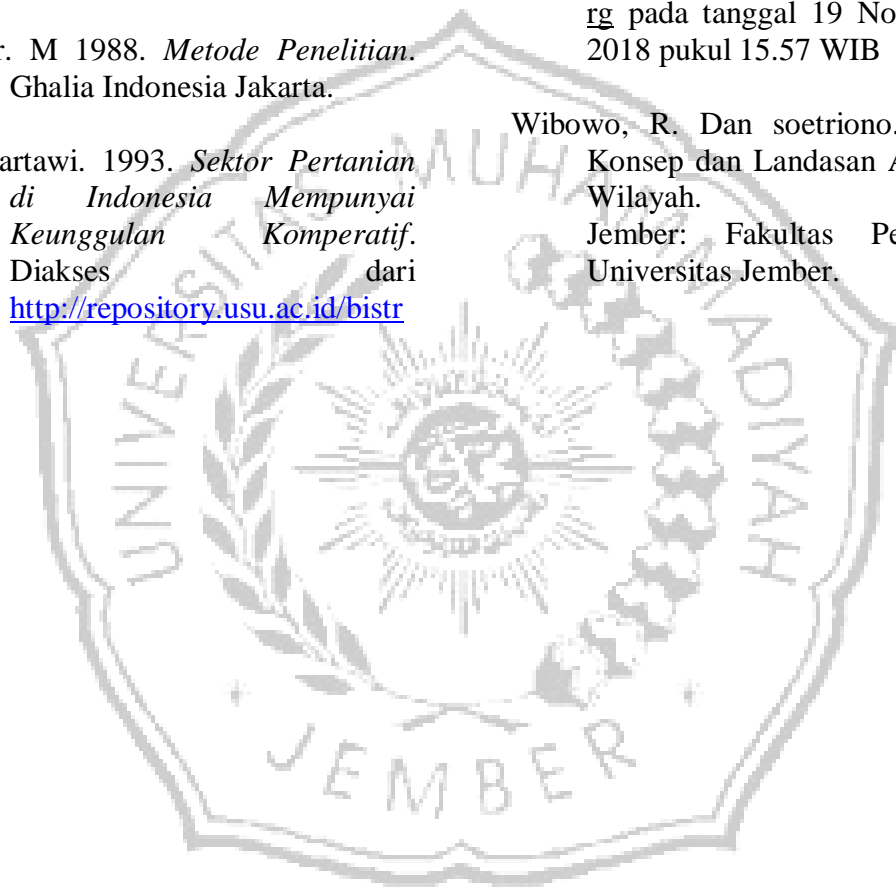 r. M 1988. Metode Penelitian.
Ghalia Indonesia Jakarta.
artawi. 1993. Sektor Pertanian
di Indonesia Mempunyai
Keunggulan Komperatif.
Diakses dari
http://repository.usu.ac.id/bistr
rg pada tanggal 19 No
2018 pukul 15.57 WIB
Wibowo, R. Dan soetriono.
Konsep dan Landasan A
Wilayah.
Jember: Fakultas Pe
Universitas Jember.
UNIVERSITAS MUHAMMADIYAH
JEMBER